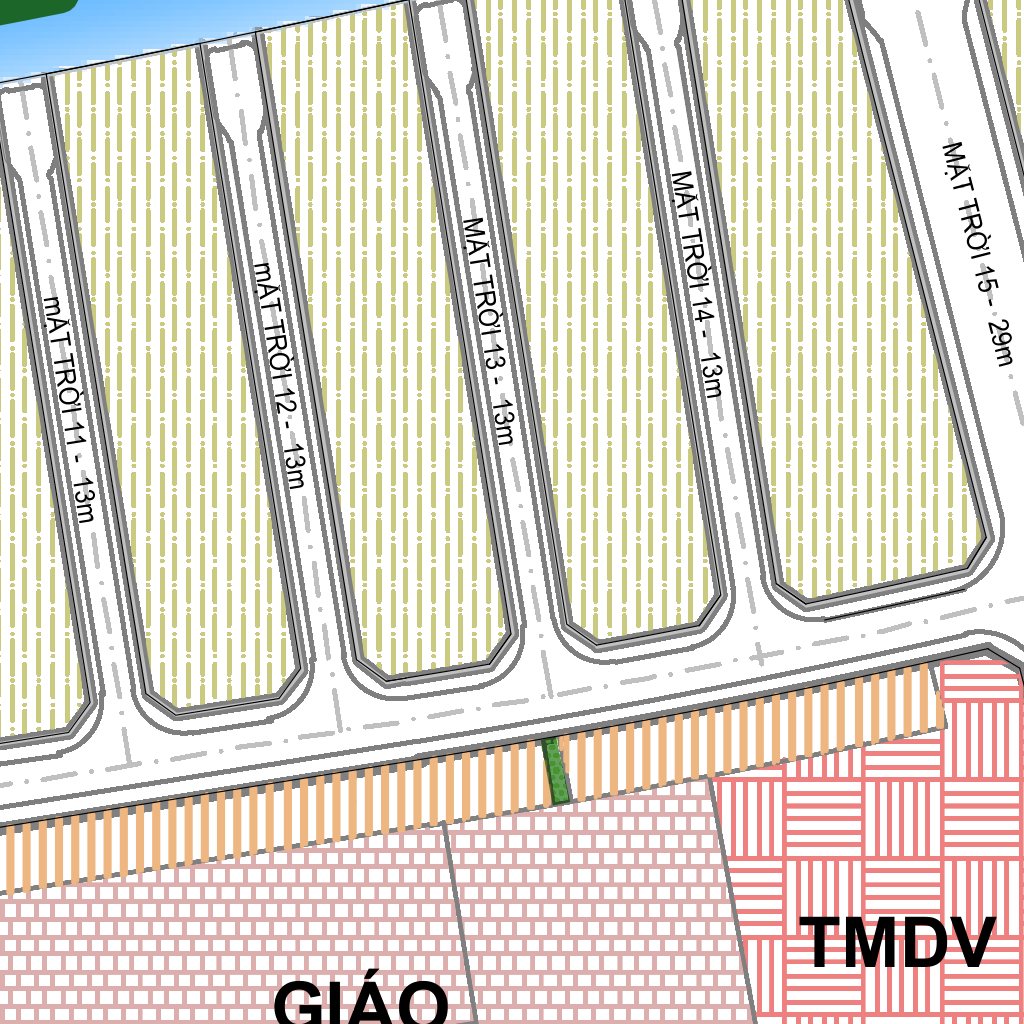 mẶT TRỜI 11 - 13m
mẶT TRỜI 12 - 13m
MẶT TRỜI 13 - 13m
MẶT TRỜI 14 - 13m
MẶT TRỜI 15 - 29m
TMDV
GIÁO